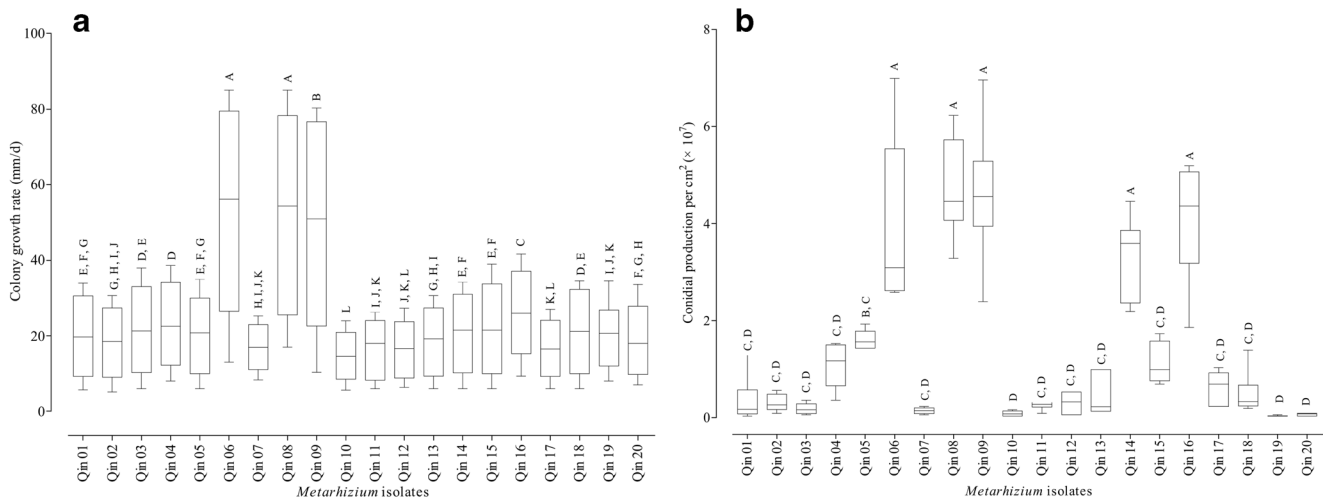 a
Colony growth rate (mm/d)
100
80
60
40
20
0
E, F, G
G, H, I, J
D, E
D
E, F, G
A
H, I, J, K
A
B
L
I, J, K
J, K, L
G, H, I
E, F
E, F
C
K, L
D, E
I, J, K
F, G, H
Qin 01
Qin 02
Qin 03
Qin 04
Qin 05
Qin 06
Qin 07
Qin 08
Qin 09
Qin 10
Qin 11
Qin 12
Qin 13
Qin 14
Qin 15
Qin 16
Qin 17
Qin 18
Qin 19
Qin 20
Metarhizium isolates
b
Conidial production per cm² (× 10⁷)
8
6
4
2
0
C, D
C, D
C, D
C, D
B, C
A
C, D
A
A
D
C, D
C, D
C, D
A
C, D
A
C, D
C, D
D
D
Qin 01
Qin 02
Qin 03
Qin 04
Qin 05
Qin 06
Qin 07
Qin 08
Qin 09
Qin 10
Qin 11
Qin 12
Qin 13
Qin 14
Qin 15
Qin 16
Qin 17
Qin 18
Qin 19
Qin 20
Metarhizium isolates